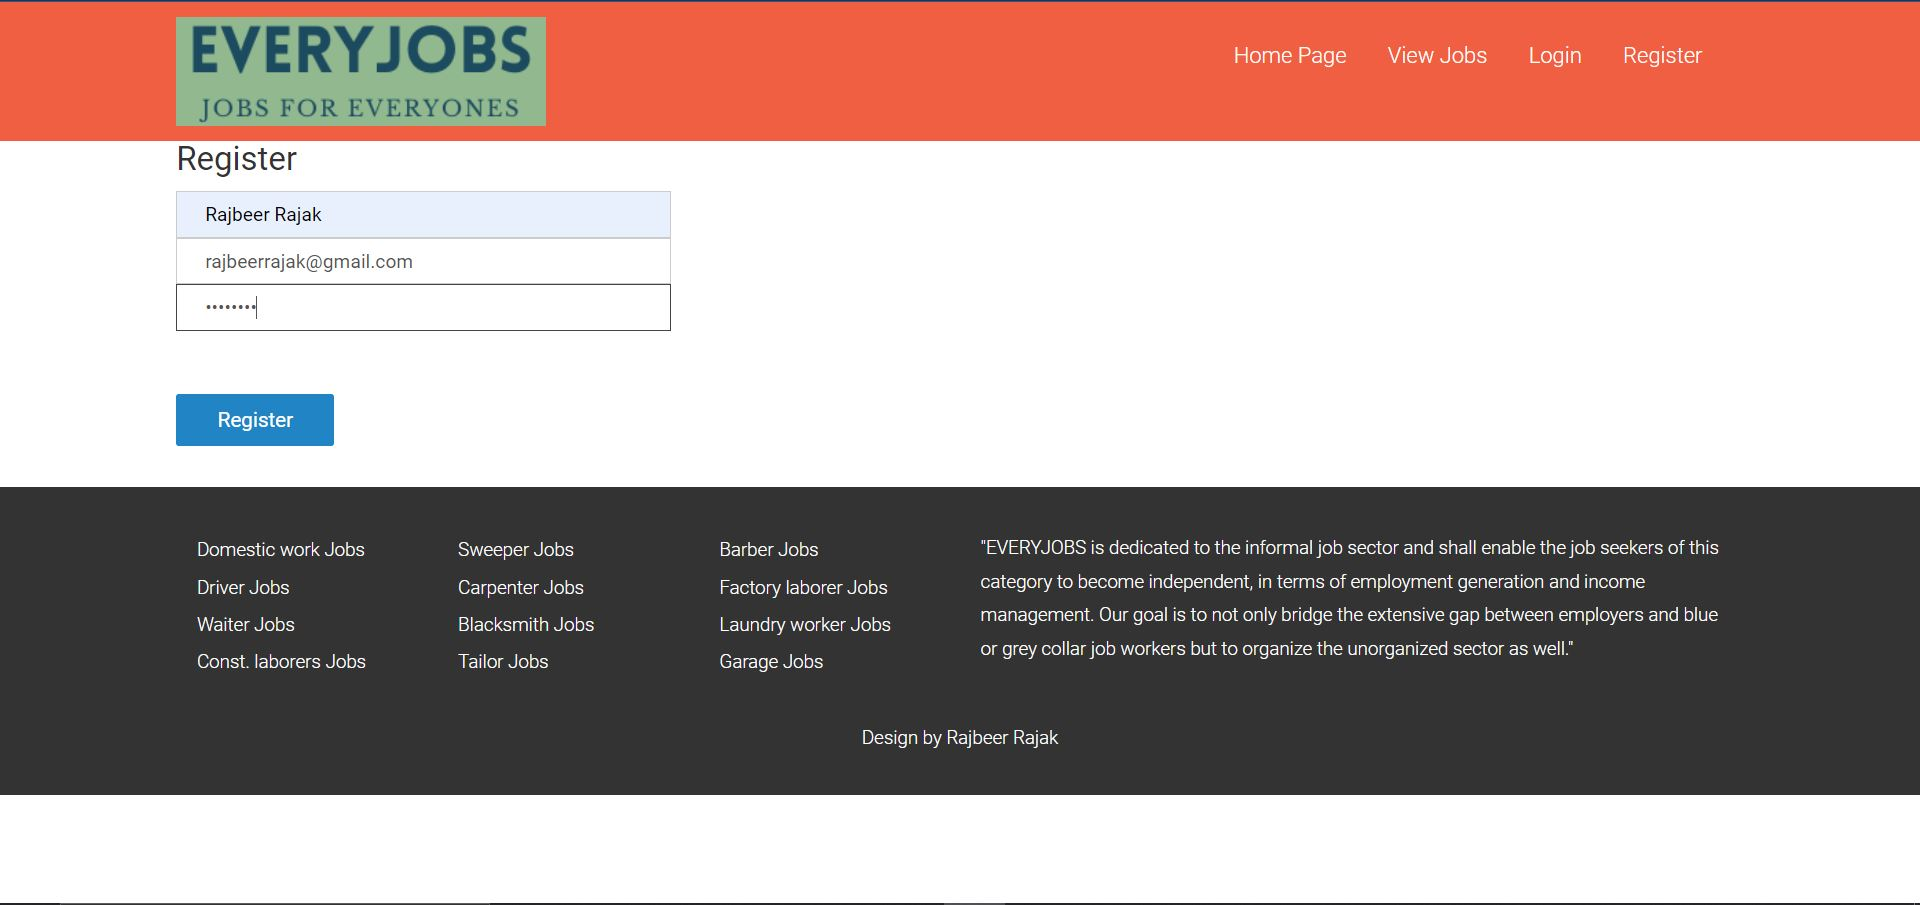 EVERYJOBS
JOBS FOR EVERYONES
Home Page
View Jobs
Login
Register
Register
Rajbeer Rajak
rajbeerrajak@gmail.com
••••••••
Register
Domestic work Jobs
Driver Jobs
Waiter Jobs
Const. laborers Jobs
Sweeper Jobs
Carpenter Jobs
Blacksmith Jobs
Tailor Jobs
Barber Jobs
Factory laborer Jobs
Laundry worker Jobs
Garage Jobs
"EVERYJOBS is dedicated to the informal job sector and shall enable the job seekers of this
category to become independent, in terms of employment generation and income
management. Our goal is to not only bridge the extensive gap between employers and blue
or grey collar job workers but to organize the unorganized sector as well."
Design by Rajbeer Rajak